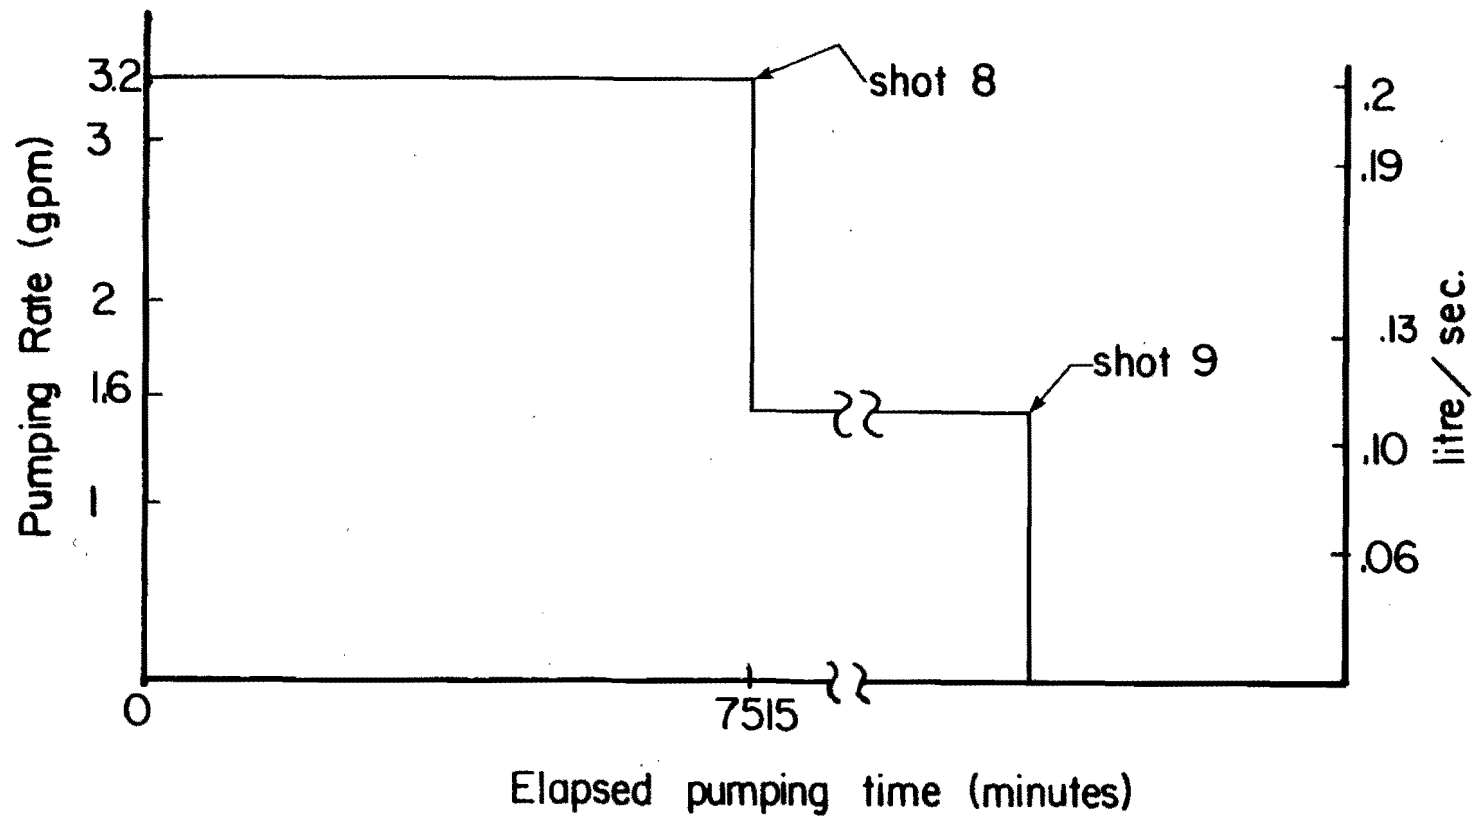 3.2
3
2
1.6
1
Pumping Rate (gpm)
shot 8
shot 9
.2
.19
.13
.10
.06
litre/sec.
0
7515
Elapsed pumping time (minutes)